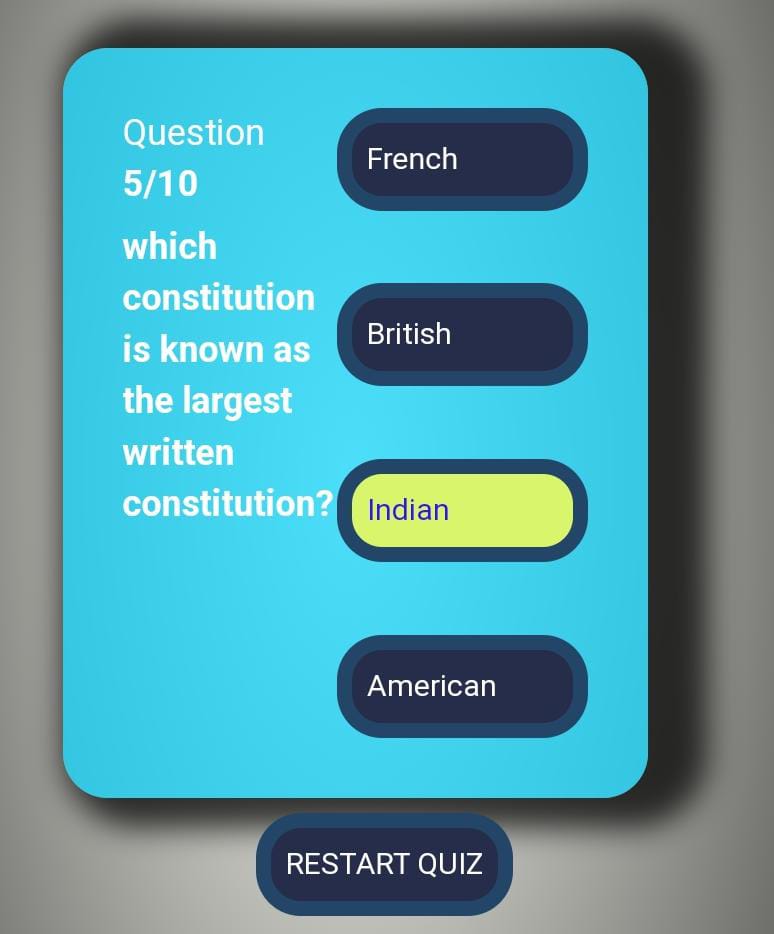 Question
5/10
which
constitution
is known as
the largest
written
constitution?
French
British
Indian
American
RESTART QUIZ